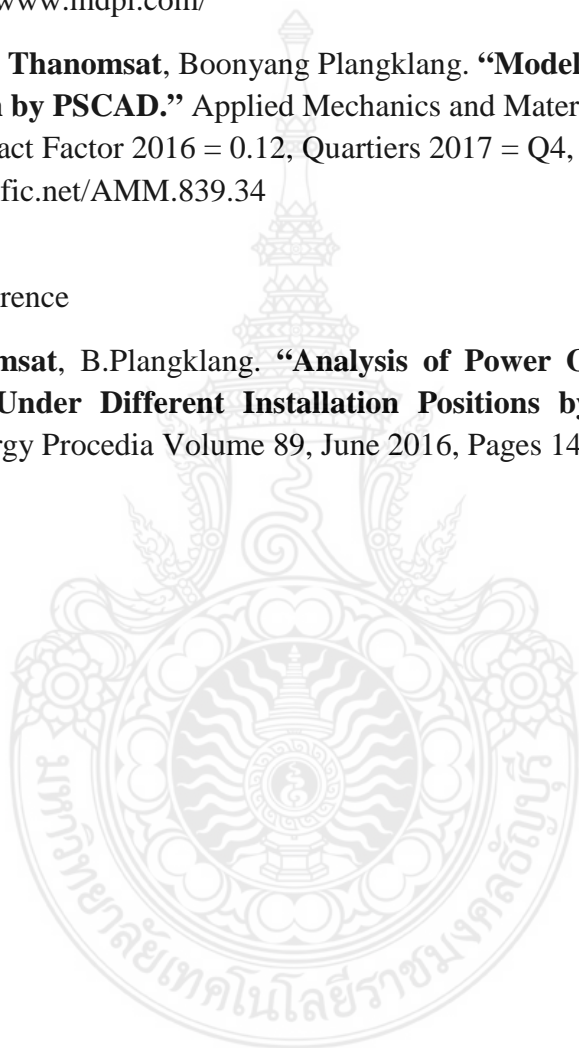 www.mdpi.com/
Thanomsat, Boonyang Plangklang. “Model
by PSCAD.” Applied Mechanics and Mater
act Factor 2016 = 0.12, Quartiers 2017 = Q4,
fic.net/AMM.839.34
rence
msat, B.Plangklang. “Analysis of Power
Under Different Installation Positions by
rgy Procedia Volume 89, June 2016, Pages 14
มหาวิทยาลัยเทคโนโลยีราชมงคลธัญบุรี